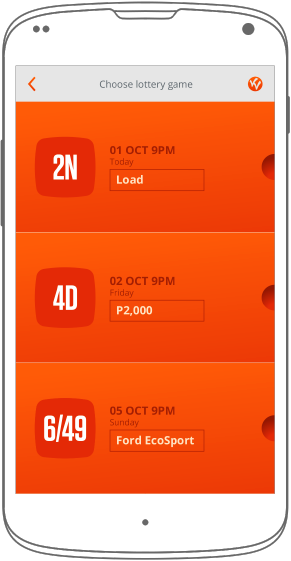 Choose lottery game
2N
01 OCT 9PM
Today
Load
4D
02 OCT 9PM
Friday
P2,000
6/49
05 OCT 9PM
Sunday
Ford EcoSport